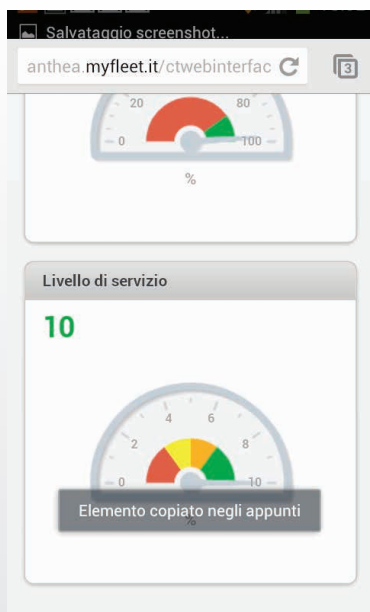 Salvataggio screenshot...
anthea.myfleet.it/ctwebinterfac
3
20 80
0 100
%
Livello di servizio
10
4 6
2 8
0 10
Elemento copiato negli appunti
%